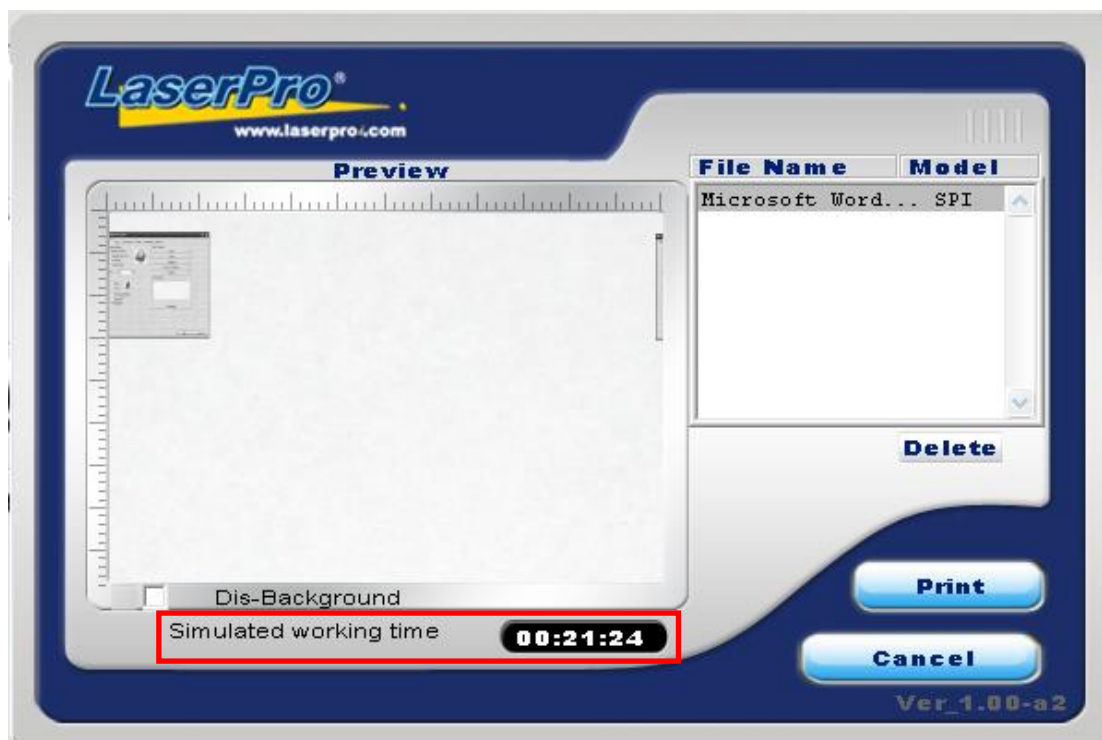 LaserPro®
www.laserpro.com
Preview
File Name Model
Microsoft Word... SPI
Delete
Dis-Background
Simulated working time 00:21:24
Print
Cancel
Ver_1.00-a2